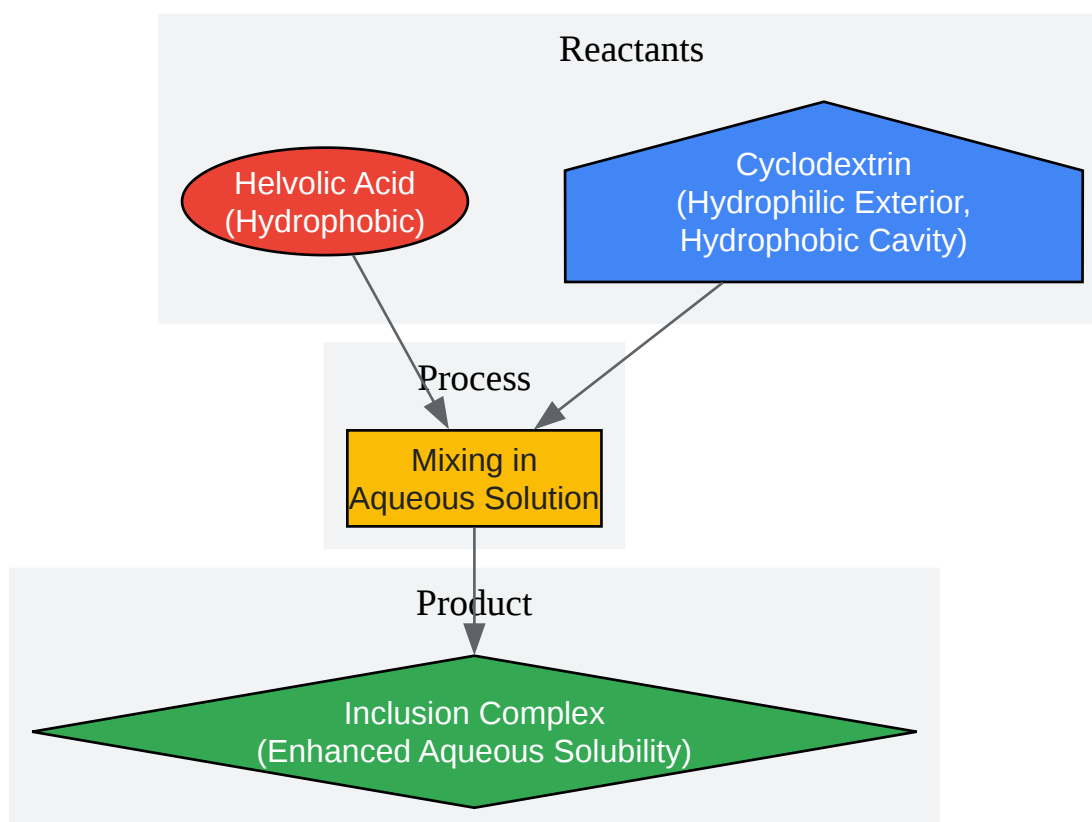 Reactants
Helvolic Acid
(Hydrophobic)
Cyclodextrin
(Hydrophilic Exterior,
Hydrophobic Cavity)
Process
Mixing in
Aqueous Solution
Product
Inclusion Complex
(Enhanced Aqueous Solubility)